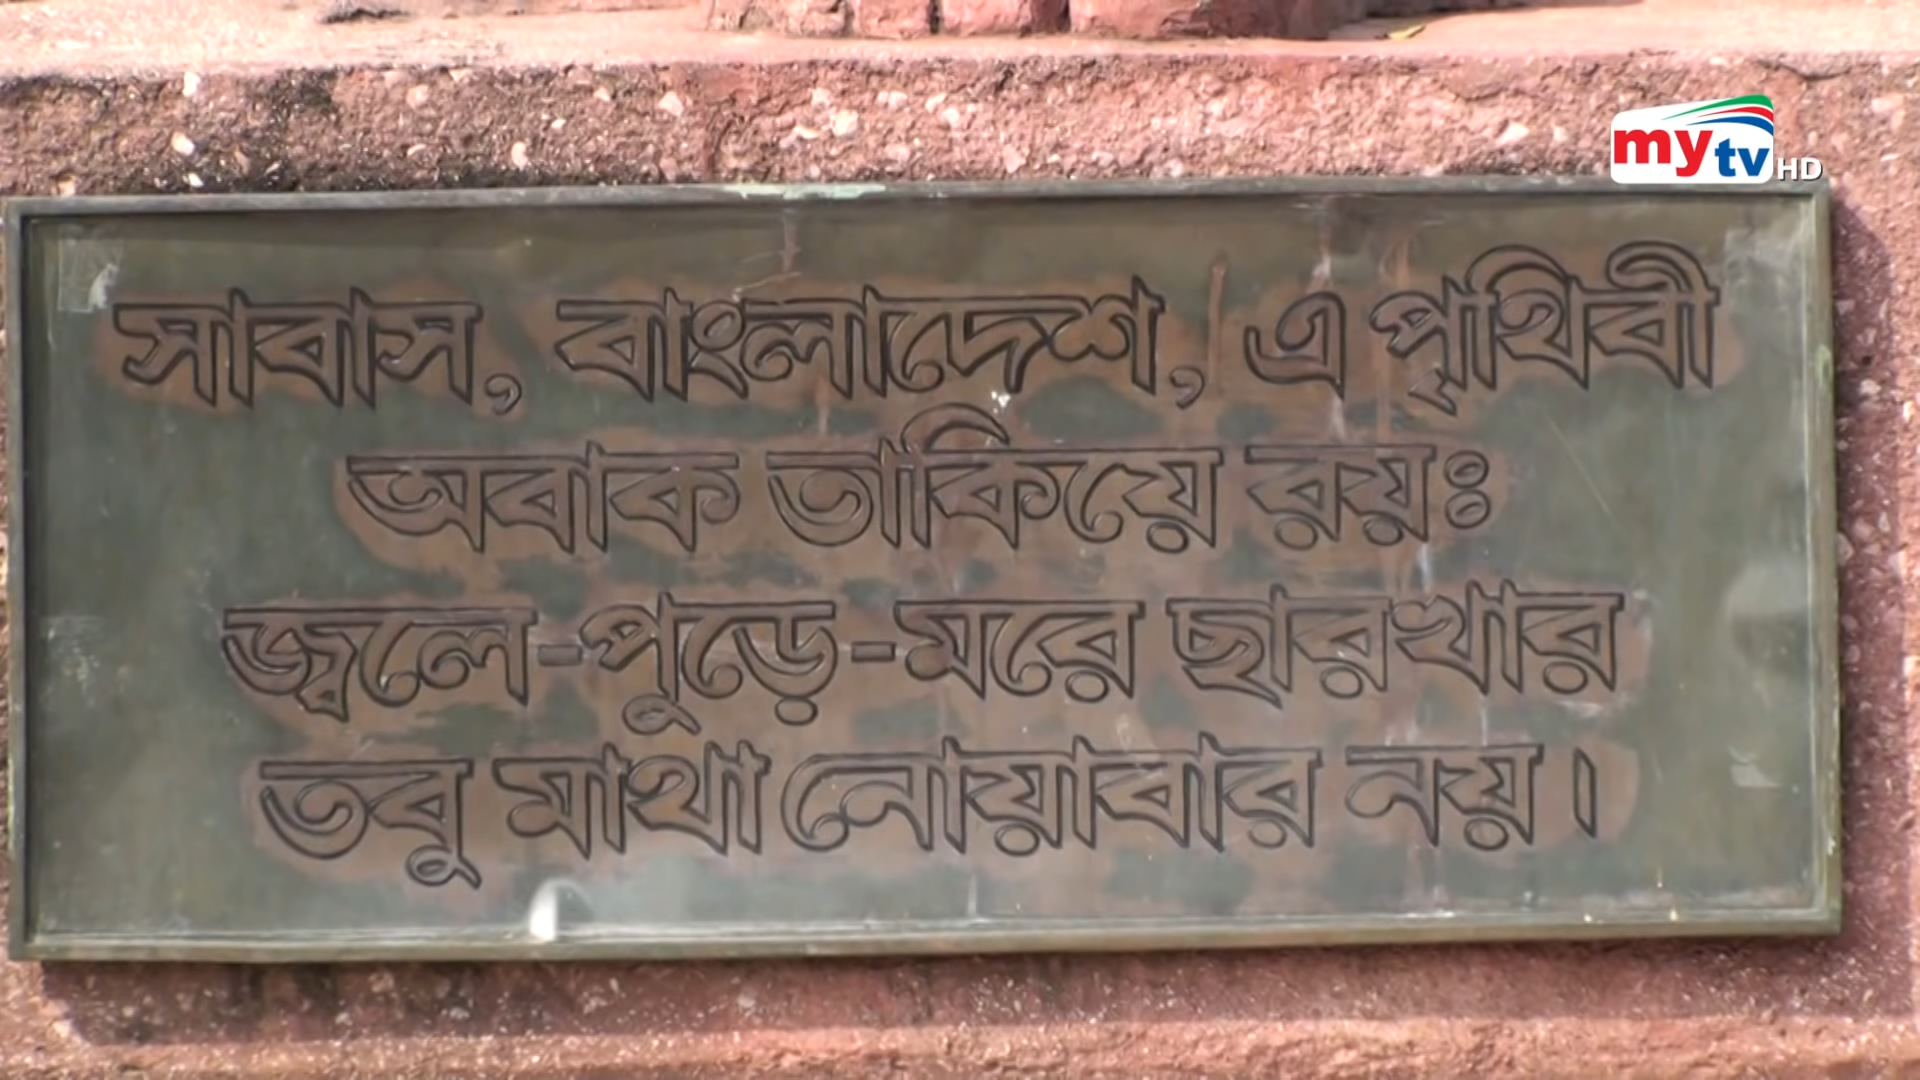 mytv HD
সাবাস, বাংলাদেশ, এ পৃথিবী
অবাক তাকিয়ে রয়ঃ
জ্বলে-পুড়ে-মরে ছারখার
তবু মাথা নোয়াবার নয়।